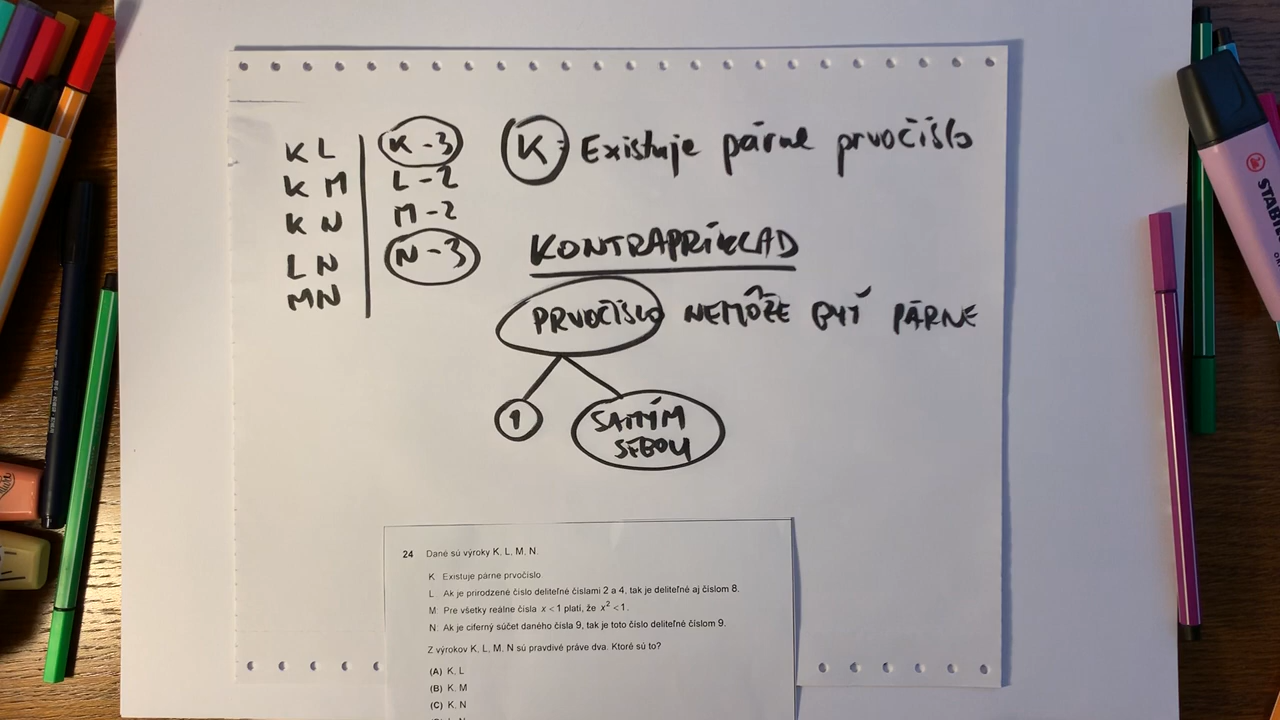 K L
K M
K N
L N
M N
K - 3
L - 2
M - 2
N - 3
K: Existuje párne prvočíslo
KONTRAPRÍKLAD
PRVOČÍSLO NEMÔŽE BYŤ PÁRNE
1
SAMÝM
SEBOU
24 Dané sú výroky K, L, M, N.
K Existuje párne prvočíslo
L Ak je prirodzené číslo deliteľné číslami 2 a 4, tak je deliteľné aj číslom 8.
M: Pre všetky reálne čísla x < 1 platí, že x² < 1.
N: Ak je ciferný súčet daného čísla 9, tak je toto číslo deliteľné číslom 9.
Z výrokov K, L, M, N sú pravdivé práve dva. Ktoré sú to?
(A) K, L
(B) K, M
(C) K, N
STABIL